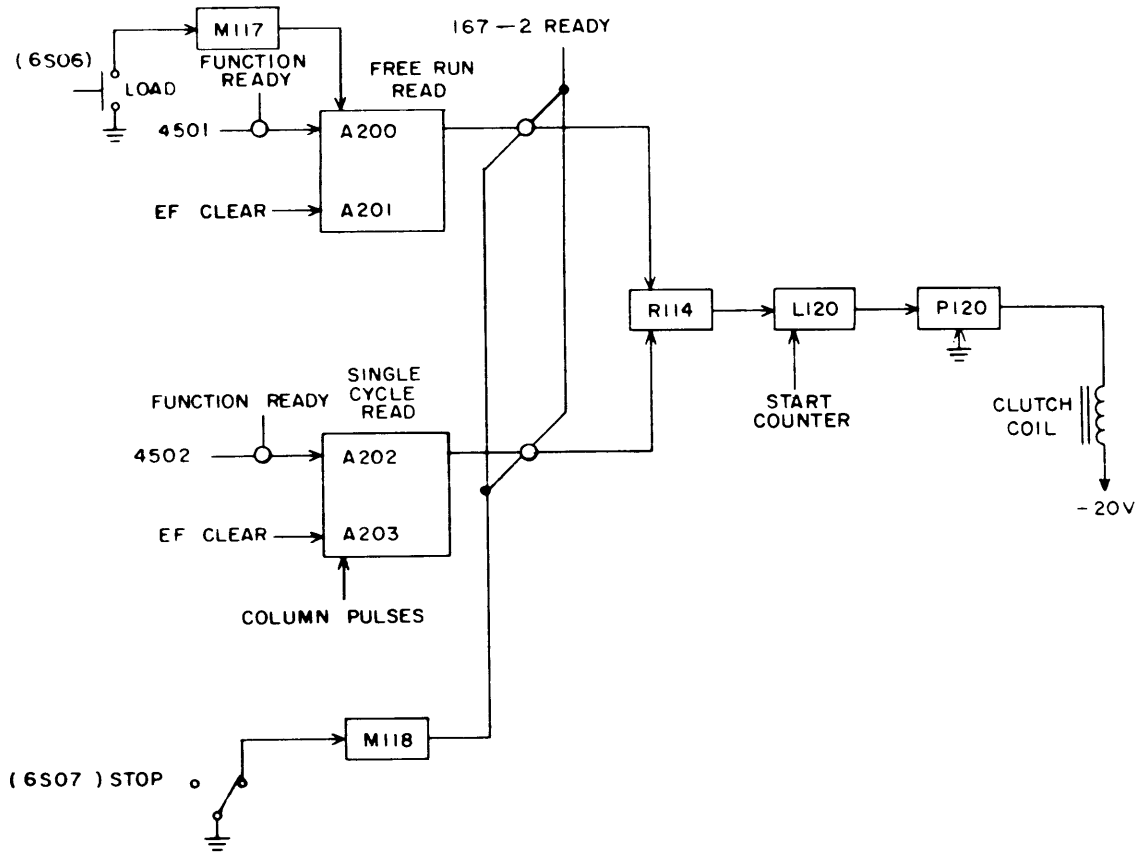 M117
167-2 READY
(6S06)
FUNCTION
READY
LOAD
FREE RUN
READ
4501
A200
EF CLEAR
A201
R114
L120
P120
START
COUNTER
CLUTCH
COIL
-20V
SINGLE
CYCLE
READ
FUNCTION READY
4502
A202
EF CLEAR
A203
COLUMN PULSES
M118
(6S07) STOP